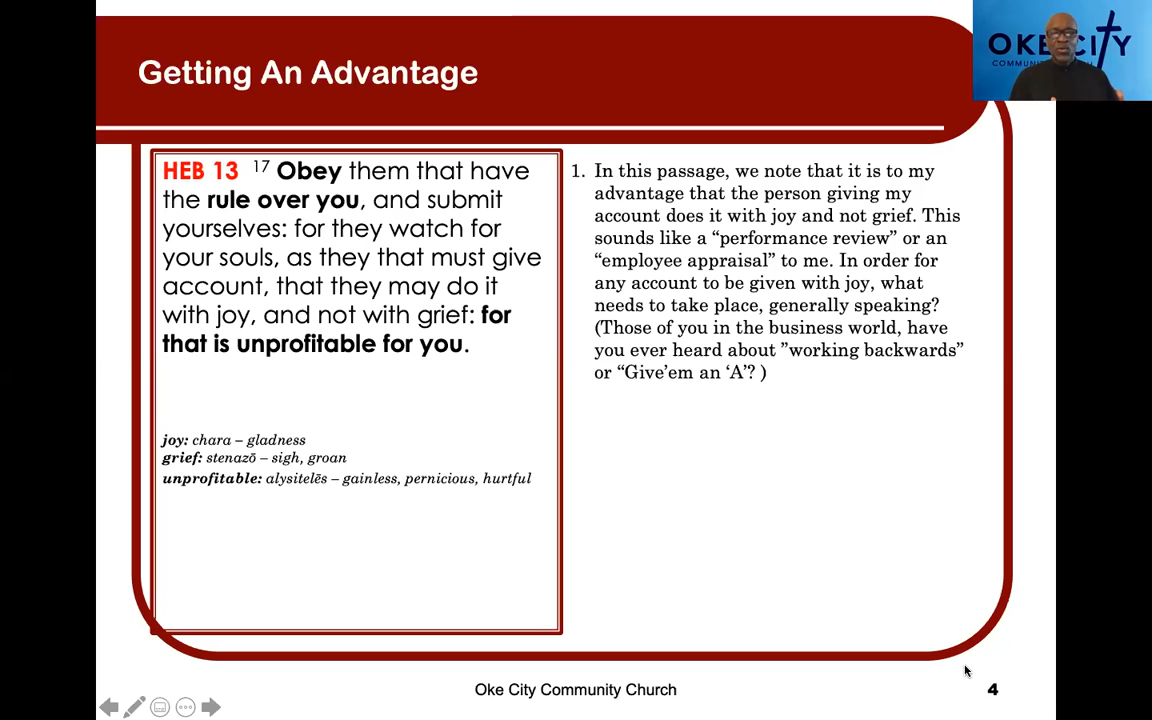 Getting An Advantage
OKE CITY
HEB 13 17 Obey them that have
the rule over you, and submit
yourselves: for they watch for
your souls, as they that must give
account, that they may do it
with joy, and not with grief: for
that is unprofitable for you.
joy: chara – gladness
grief: stenazō – sigh, groan
unprofitable: alysitelēs – gainless, pernicious, hurtful
1. In this passage, we note that it is to my
advantage that the person giving my
account does it with joy and not grief. This
sounds like a “performance review” or an
“employee appraisal” to me. In order for
any account to be given with joy, what
needs to take place, generally speaking?
(Those of you in the business world, have
you ever heard about ”working backwards”
or “Give’em an ‘A’? )
Oke City Community Church
4